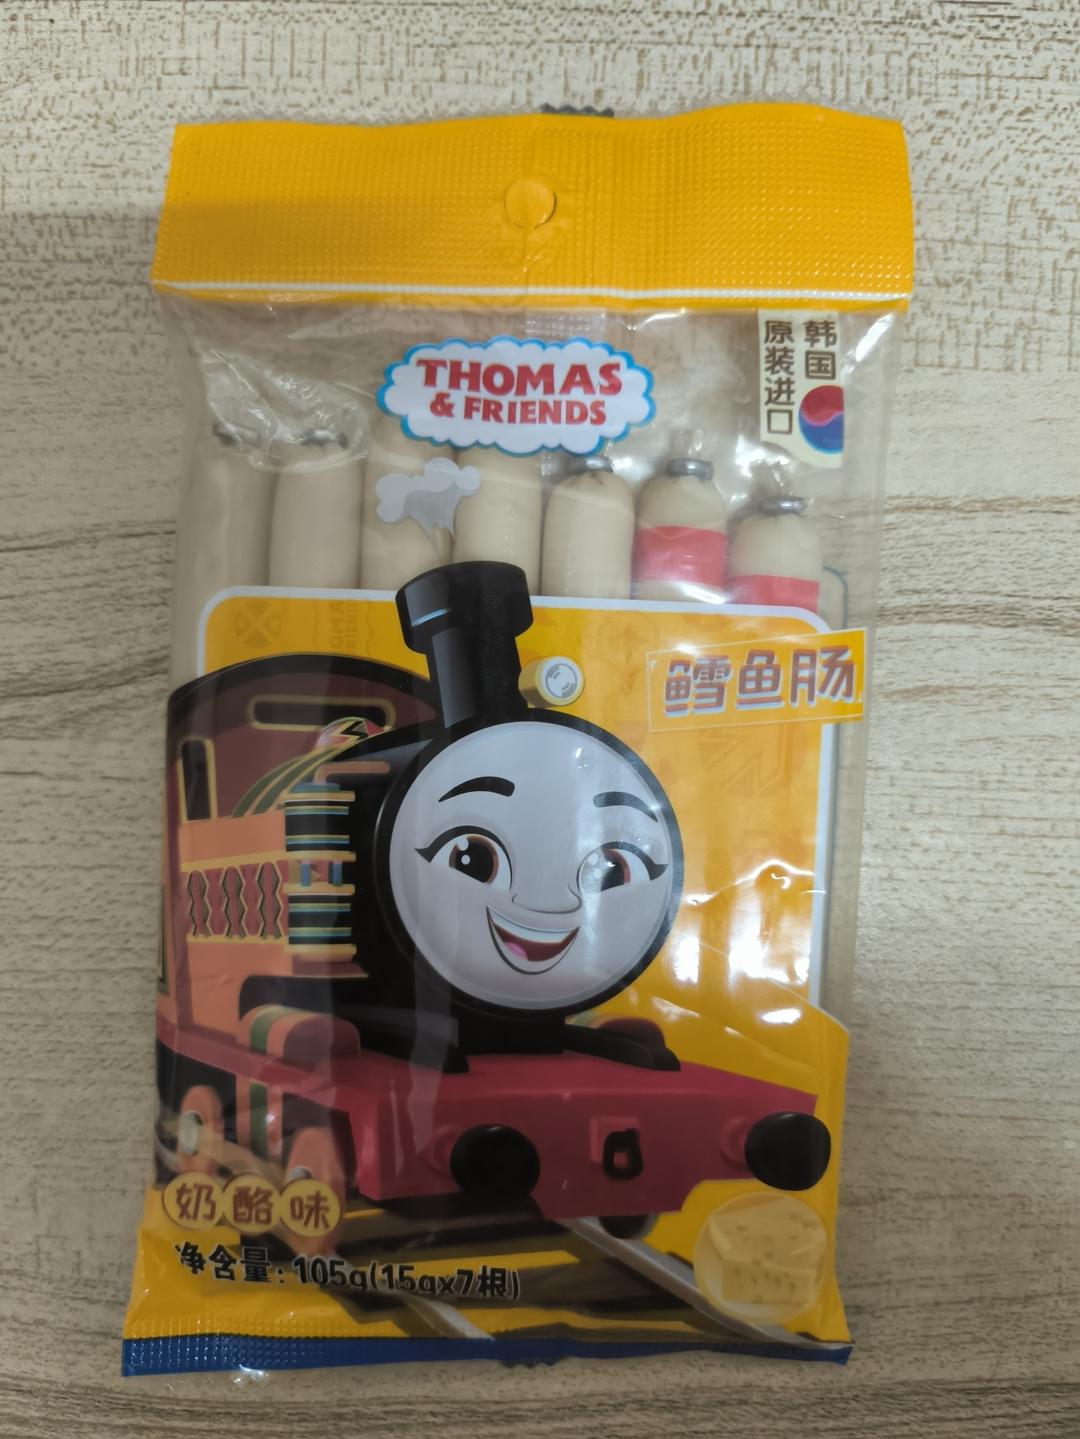 THOMAS
& FRIENDS
韩国
原装进口
鳕鱼肠
奶酪味
净含量:105g(15gx7根)